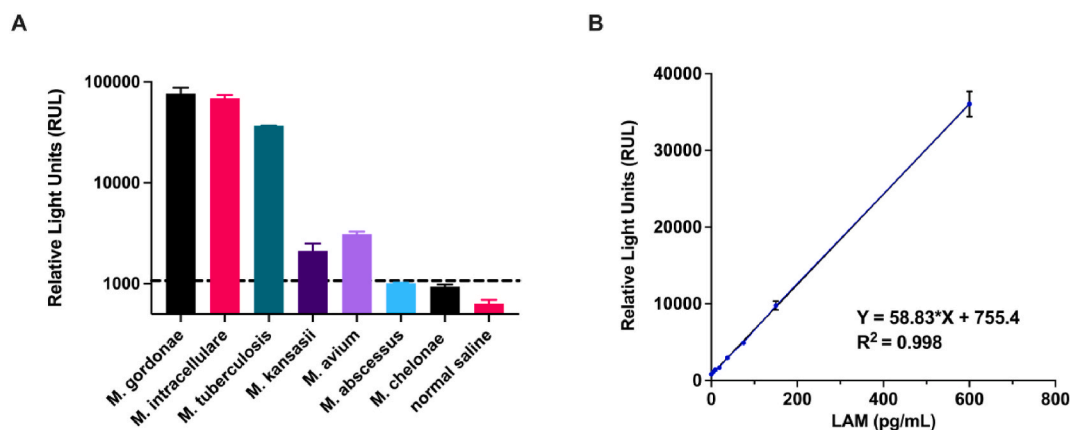 A
Relative Light Units (RUL)
100000
10000
1000
M. gordonae
M. intracellulare
M. tuberculosis
M. kansasii
M. avium
M. abscessus
M. chelonae
normal saline
B
Relative Light Units (RUL)
40000
30000
20000
10000
0
0
200
400
600
800
LAM (pg/mL)
Y = 58.83*X + 755.4
R² = 0.998